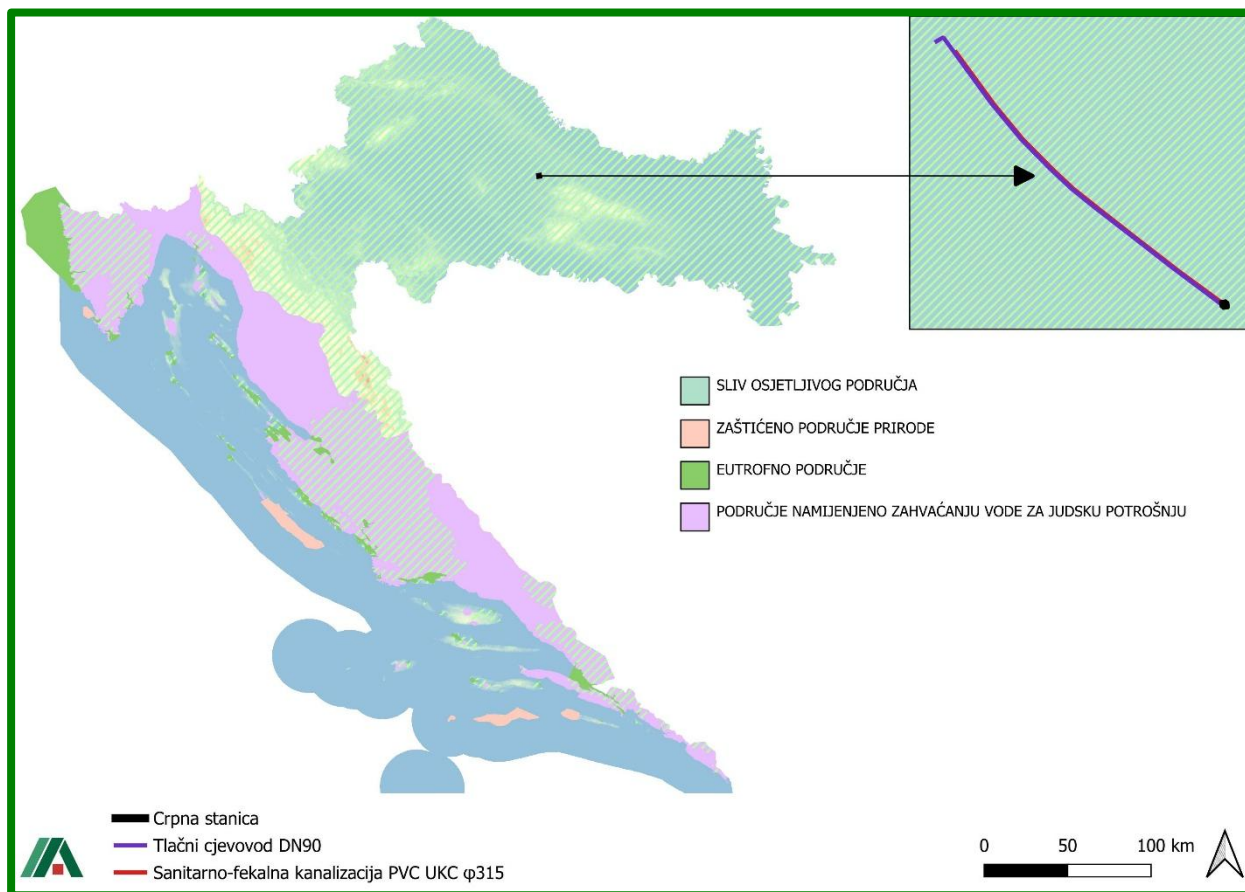 SLIV OSJETLJIVOG PODRUČJA
ZAŠTIĆENO PODRUČJE PRIRODE
EUTROFNO PODRUČJE
PODRUČJE NAMIJENJENO ZAHVAĆANJU VODE ZA JUDSKU POTROŠNJU
Crpna stanica
Tlačni cjevovod DN90
Sanitarno-fekalna kanalizacija PVC UKC φ315
0 50 100 km